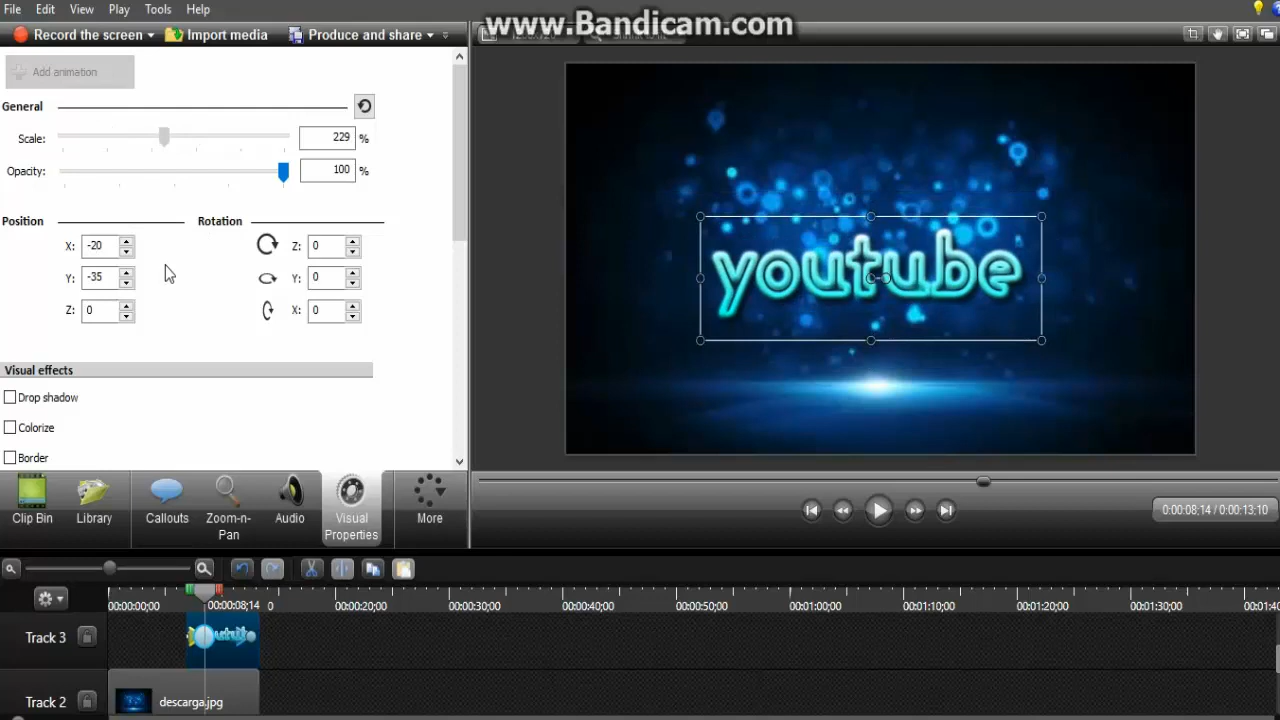 File Edit View Play Tools Help
www.Bandicam.com
Record the screen Import media Produce and share
Add animation
General
Scale: 229 %
Opacity: 100 %
Position Rotation
X: -20 Z: 0
Y: -35 Y: 0
Z: 0 X: 0
Visual effects
Drop shadow
Colorize
Border
youtube
Clip Bin Library Callouts Zoom-n-Pan Audio Visual Properties More
0:00:08;14 / 0:00:13;10
00:00:00;00 00:00:08;14 0 00:00:20;00 00:00:30;00 00:00:40;00 00:00:50;00 00:01:00;00 00:01:10;00 00:01:20;00 00:01:30;00 00:01:40
Track 3
Track 2 descarga.jpg